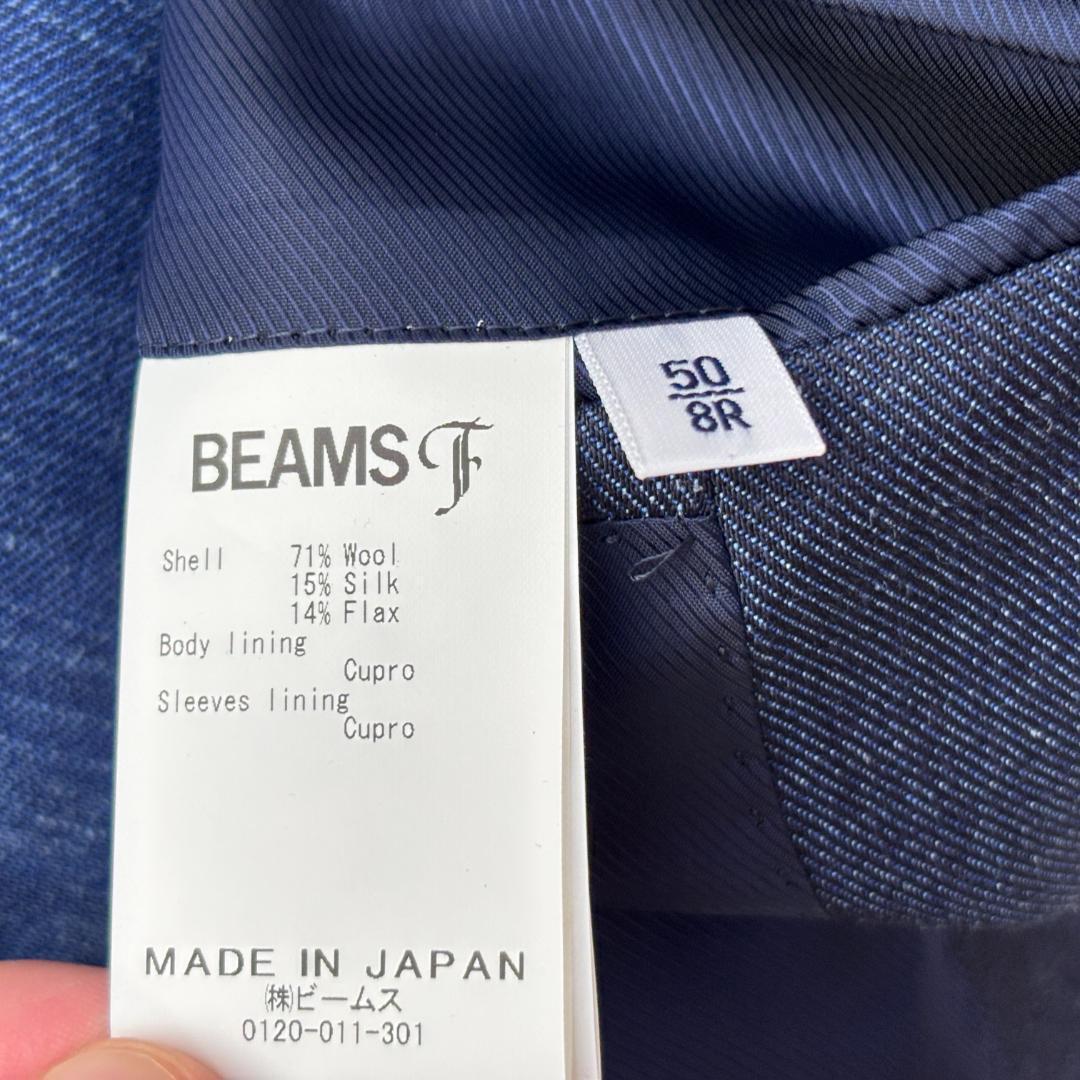 BEAMS F
Shell 71% Wool
15% Silk
14% Flax
Body lining
Cupro
Sleeves lining
Cupro
MADE IN JAPAN
㈱ビームス
0120-011-301
50
8R